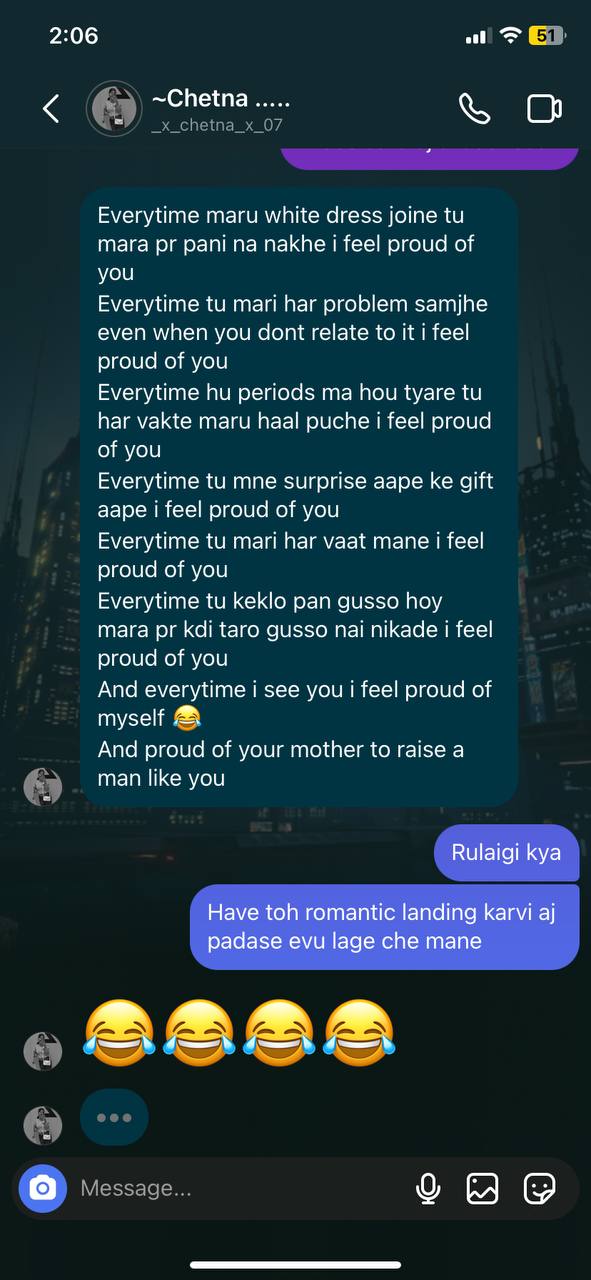 2:06
51
~Chetna .....
_x_chetna_x_07
Everytime maru white dress joine tu
mara pr pani na nakhe i feel proud of
you
Everytime tu mari har problem samjhe
even when you dont relate to it i feel
proud of you
Everytime hu periods ma hou tyare tu
har vakte maru haal puche i feel proud
of you
Everytime tu mne surprise aape ke gift
aape i feel proud of you
Everytime tu mari har vaat mane i feel
proud of you
Everytime tu keklo pan gusso hoy
mara pr kdi taro gusso nai nikade i feel
proud of you
And everytime i see you i feel proud of
myself 😂
And proud of your mother to raise a
man like you
Rulaigi kya
Have toh romantic landing karvi aj
padase evu lage che mane
😂😂😂😂
Message...